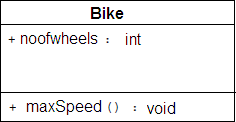 Bike
+ noofwheels : int
+ maxSpeed () : void